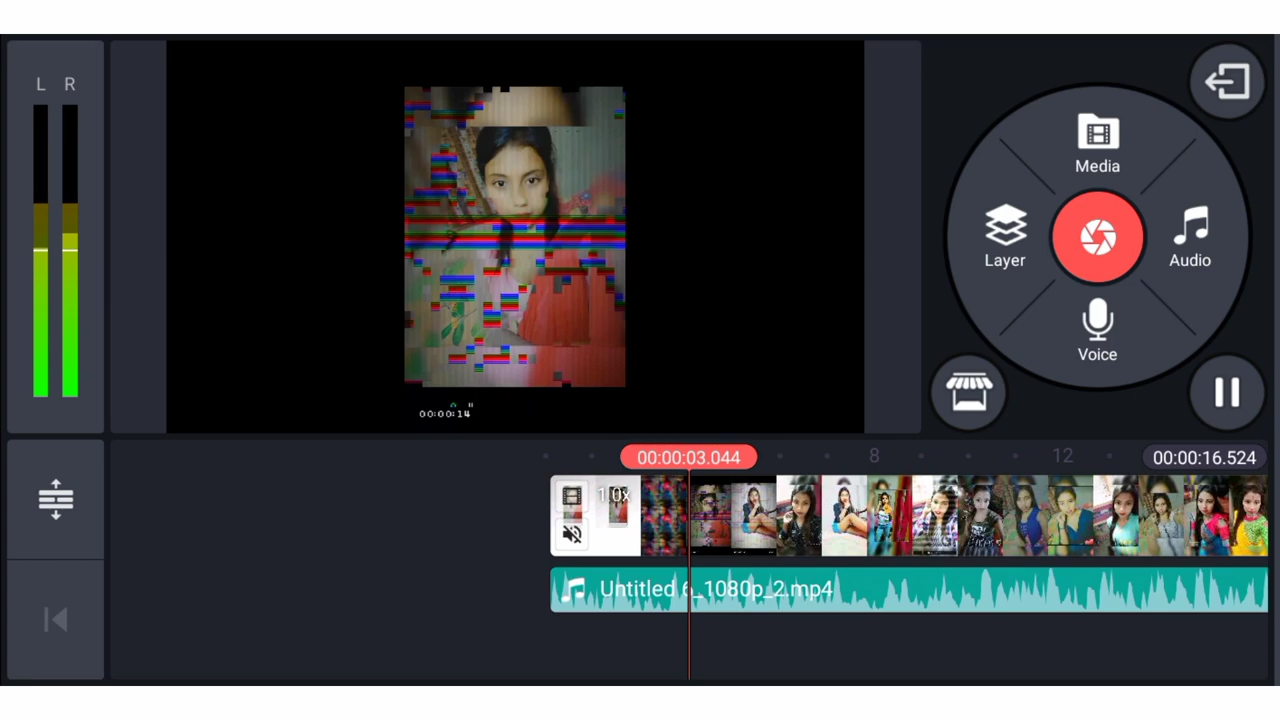 L R
Media
Layer
Audio
Voice
00:00:14
00:00:03.044
8
12
00:00:16.524
1.0x
Untitled 6_1080p_2.mp4